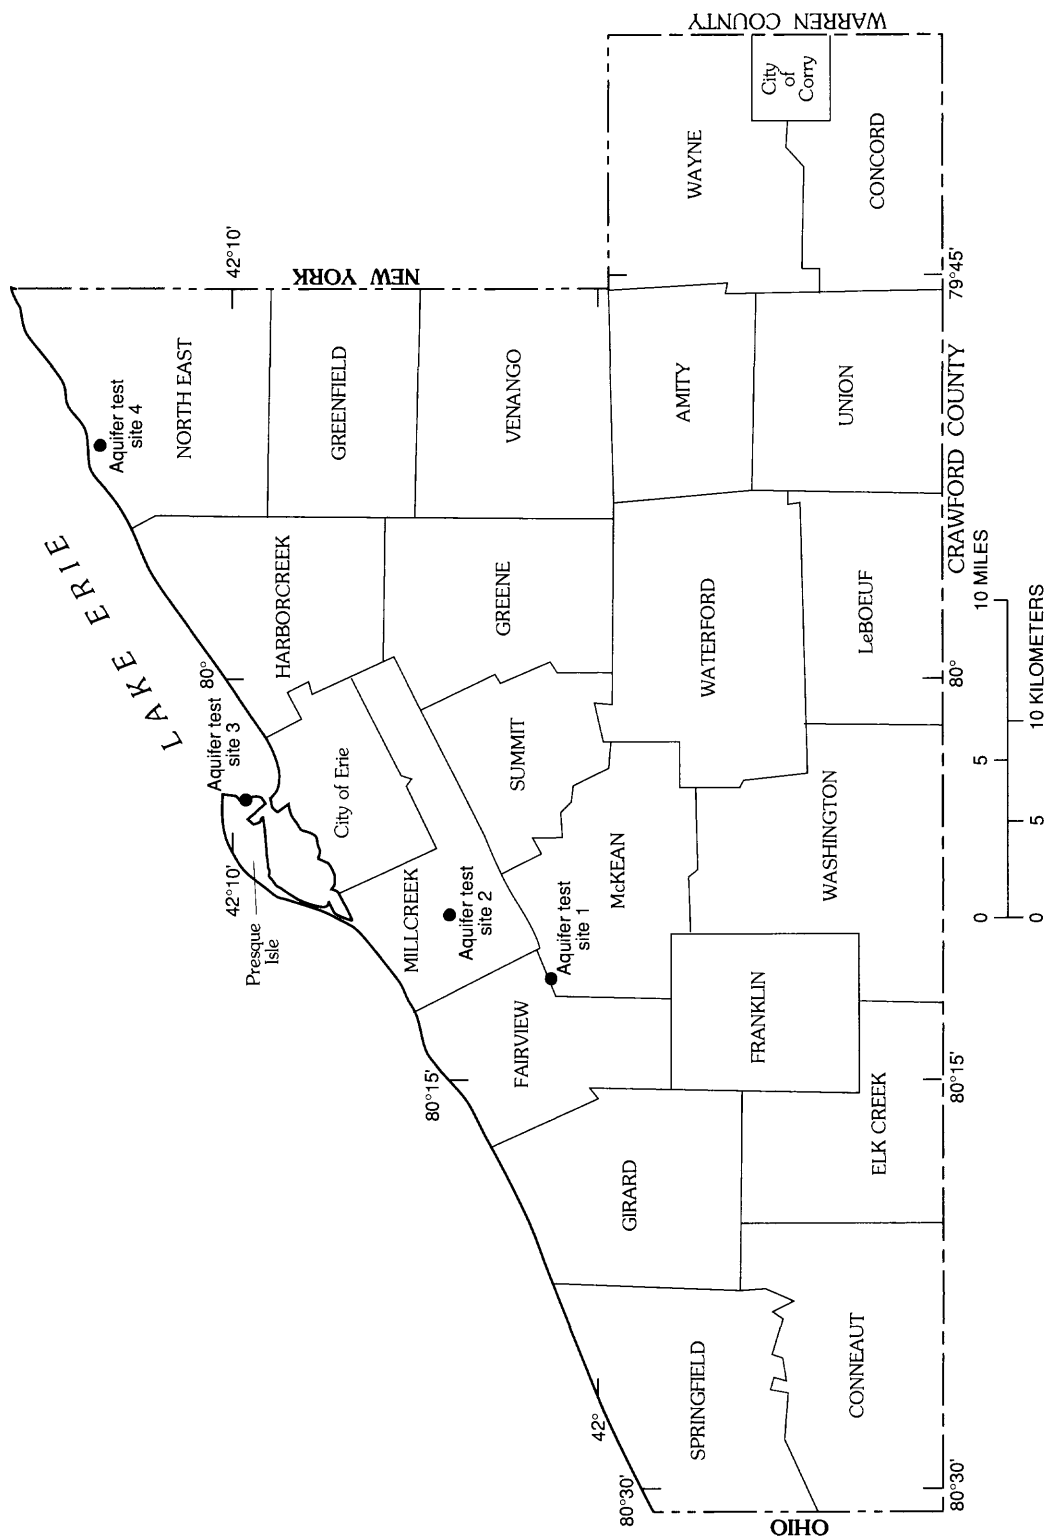 LAKE ERIE
Aquifer test
site 4
42°10'
NORTH EAST
NEW YORK
GREENFIELD
VENANGO
HARBORCREEK
GREENE
80°
Aquifer test
site 3
42°10'
Presque
Isle
City of Erie
MILLCREEK
Aquifer test
site 2
SUMMIT
Aquifer test
site 1
McKEAN
80°15'
FAIRVIEW
GIRARD
42°
80°30'
SPRINGFIELD
CONNEAUT
OHIO
FRANKLIN
ELK CREEK
WASHINGTON
WATERFORD
LeBOEUF
AMITY
UNION
WAYNE
City
of
Corry
CONCORD
WARREN COUNTY
80°30'
80°15'
80°
79°45'
CRAWFORD COUNTY
0 5 10 MILES
0 5 10 KILOMETERS